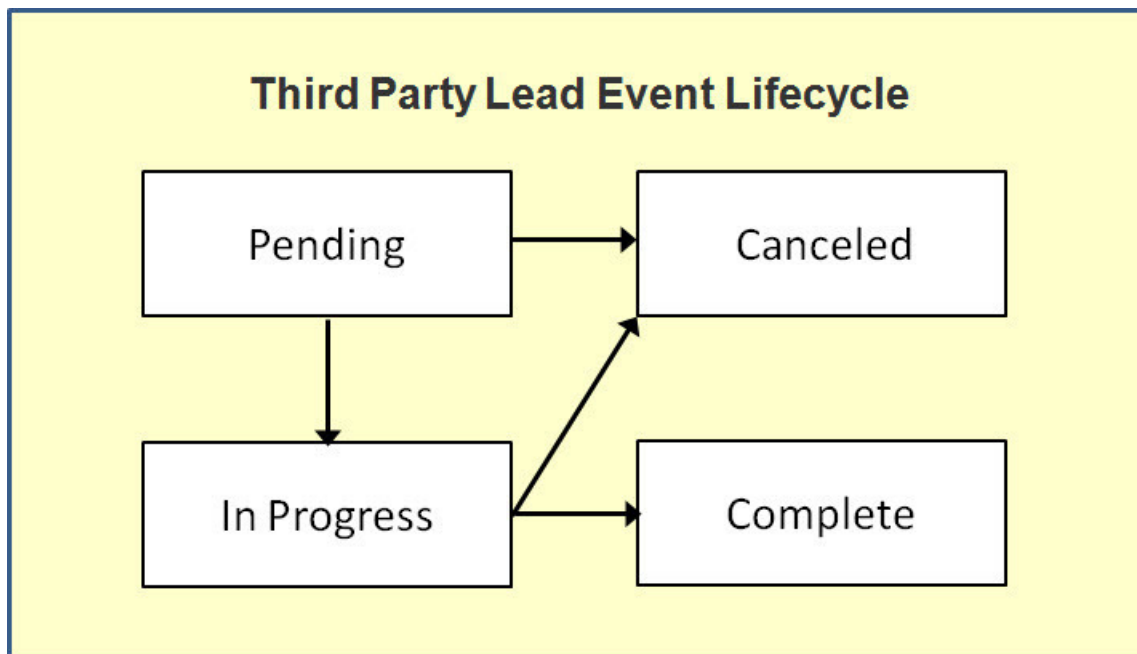 Third Party Lead Event Lifecycle
Pending
Canceled
In Progress
Complete